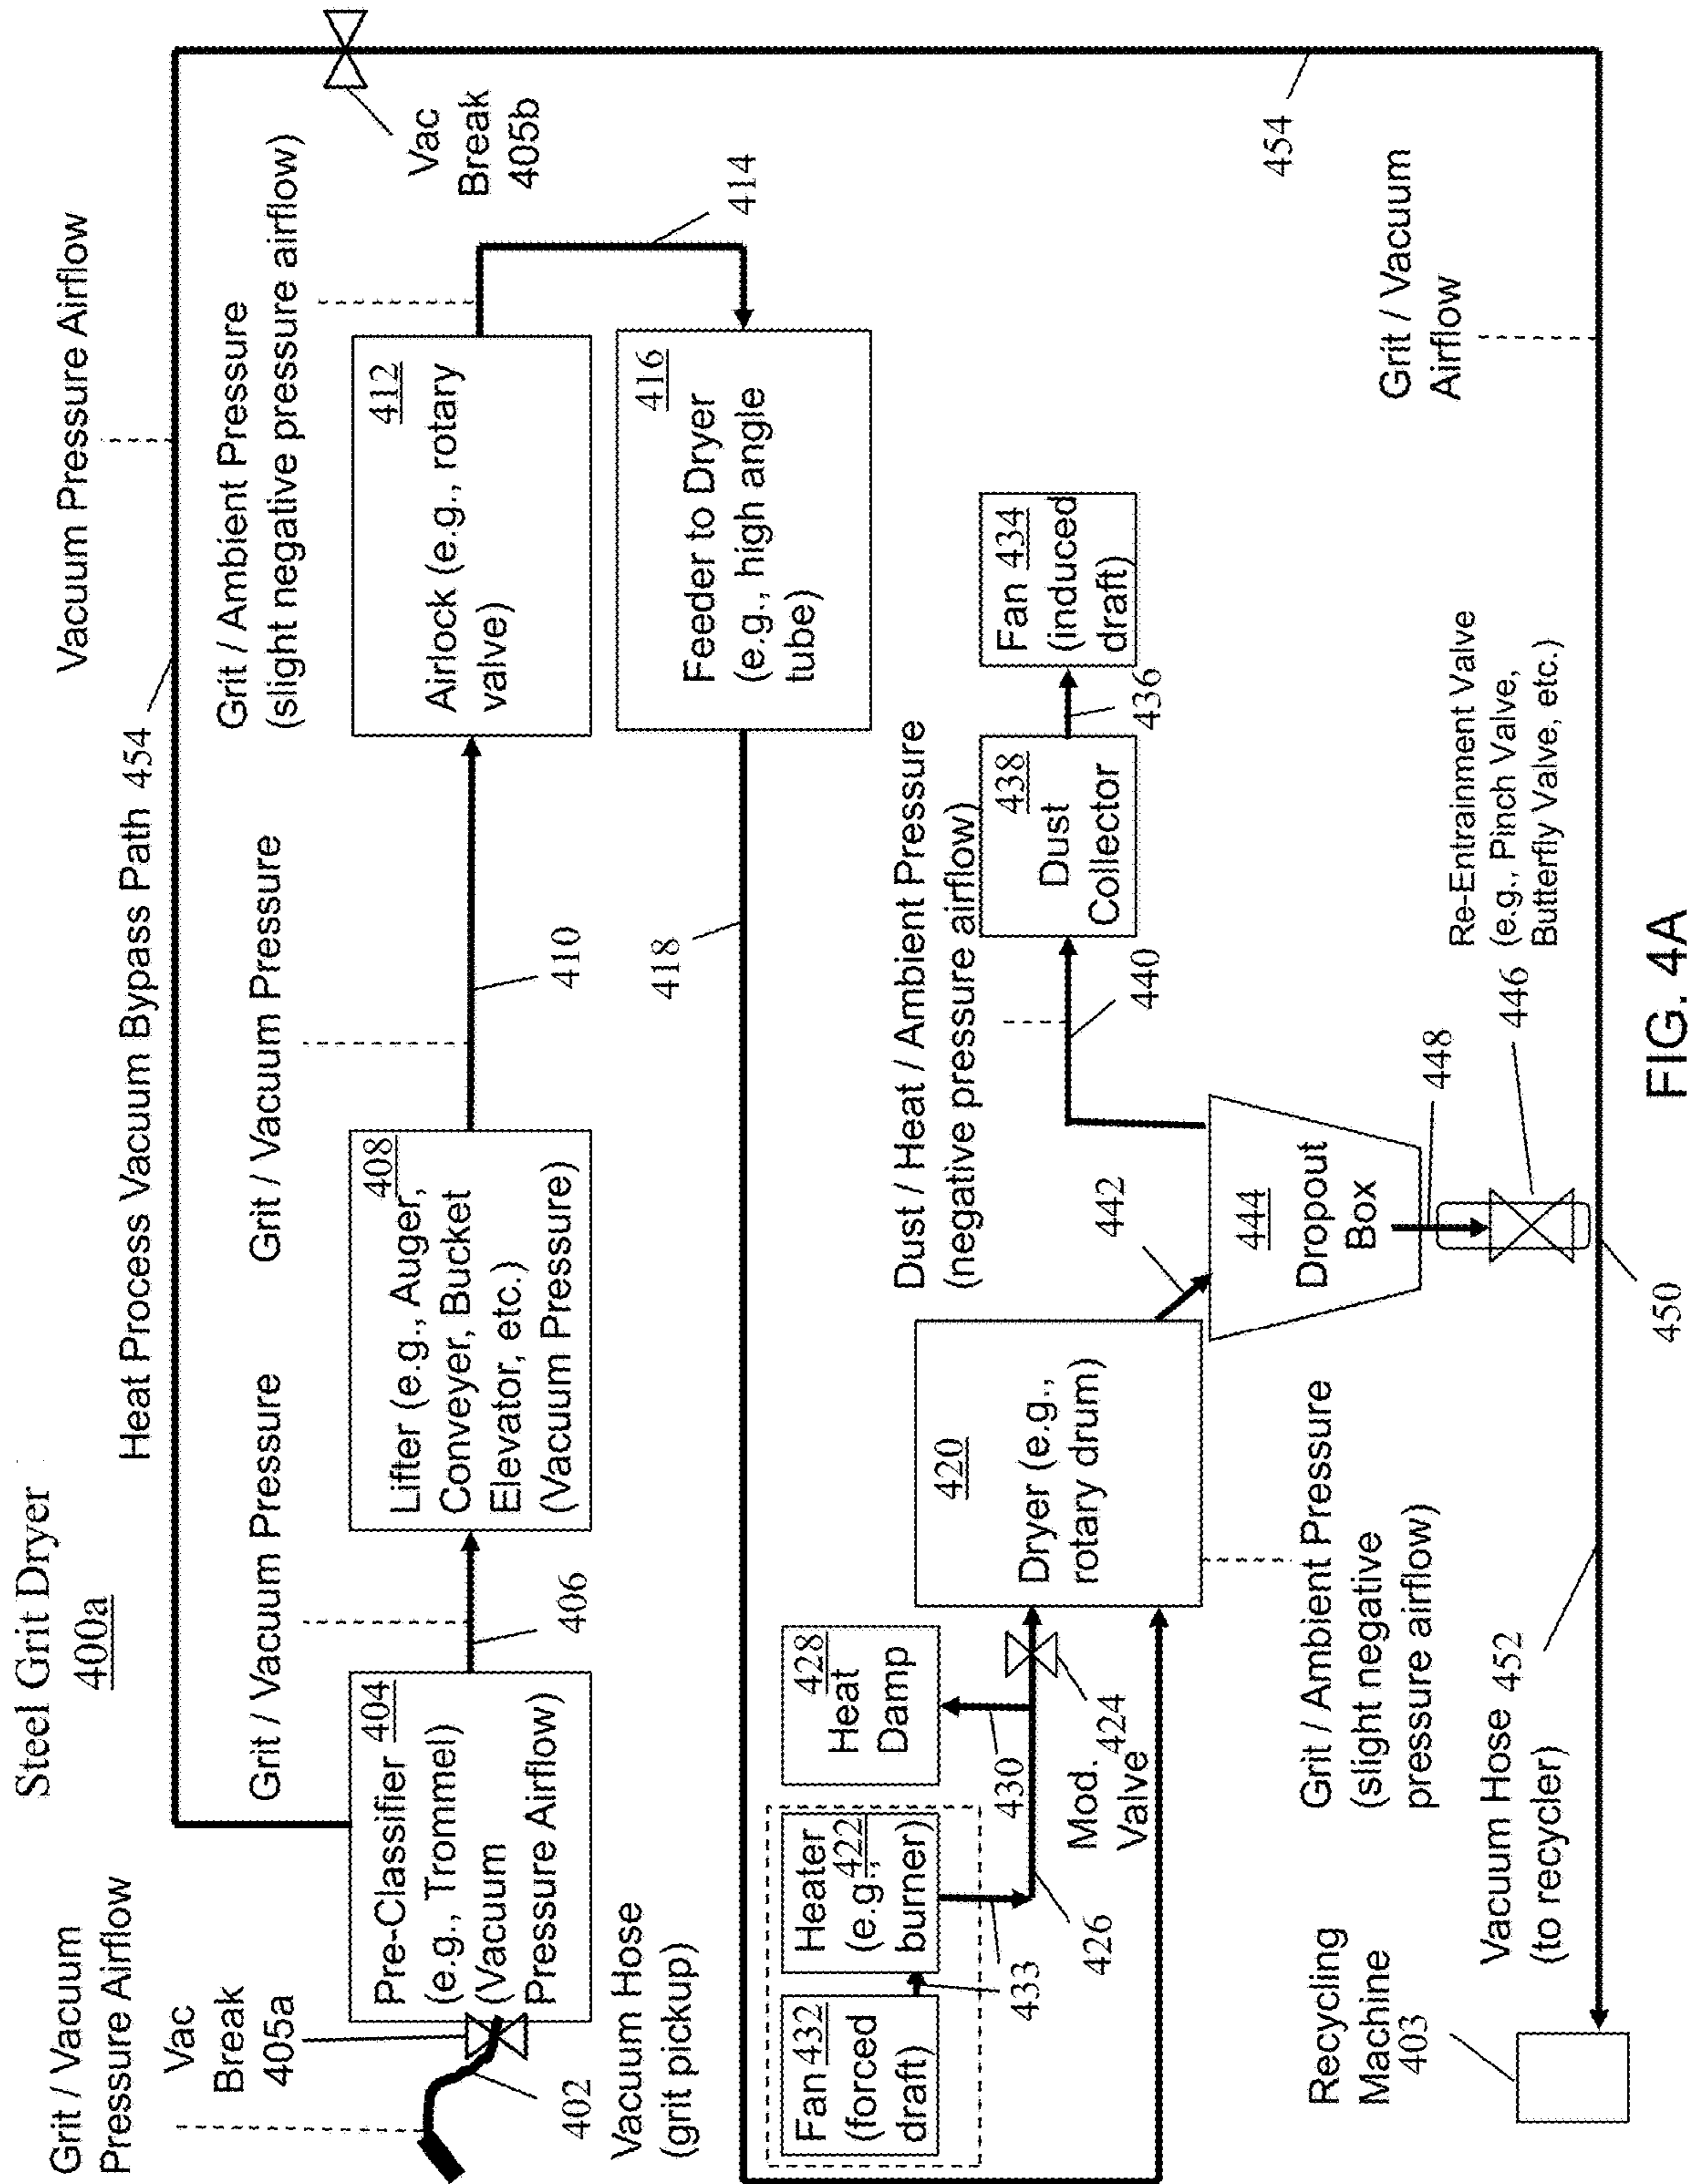 Steel Grit Dryer
400a
Grit / Vacuum
Pressure Airflow
Heat Process Vacuum Bypass Path 454
Vacuum Pressure Airflow
Vac
Break
405a
Grit / Vacuum Pressure
Grit / Vacuum Pressure
Grit / Ambient Pressure
(slight negative pressure airflow)
Vac
Break
405b
Pre-Classifier 404
(e.g., Trommel)
(Vacuum
Pressure Airflow)
406
408
Lifter (e.g., Auger,
Conveyer, Bucket
Elevator, etc.)
(Vacuum Pressure)
410
412
Airlock (e.g., rotary
valve)
414
402
Vacuum Hose
(grit pickup)
416
Feeder to Dryer
(e.g., high angle
tube)
418
Fan 432
(forced
draft)
433
Heater
(e.g., 422
burner)
428
Heat
Damp
430
426
424
Mod.
Valve
420
Dryer (e.g.,
rotary drum)
Grit / Ambient Pressure
(slight negative
pressure airflow)
442
Dust / Heat / Ambient Pressure
(negative pressure airflow)
440
438
Dust
Collector
436
Fan 434
(induced
draft)
444
Dropout
Box
448
446
Re-Entrainment Valve
(e.g., Pinch Valve,
Butterfly Valve, etc.)
Grit / Vacuum
Airflow
454
Recycling
Machine
403
Vacuum Hose 452
(to recycler)
450
FIG. 4A